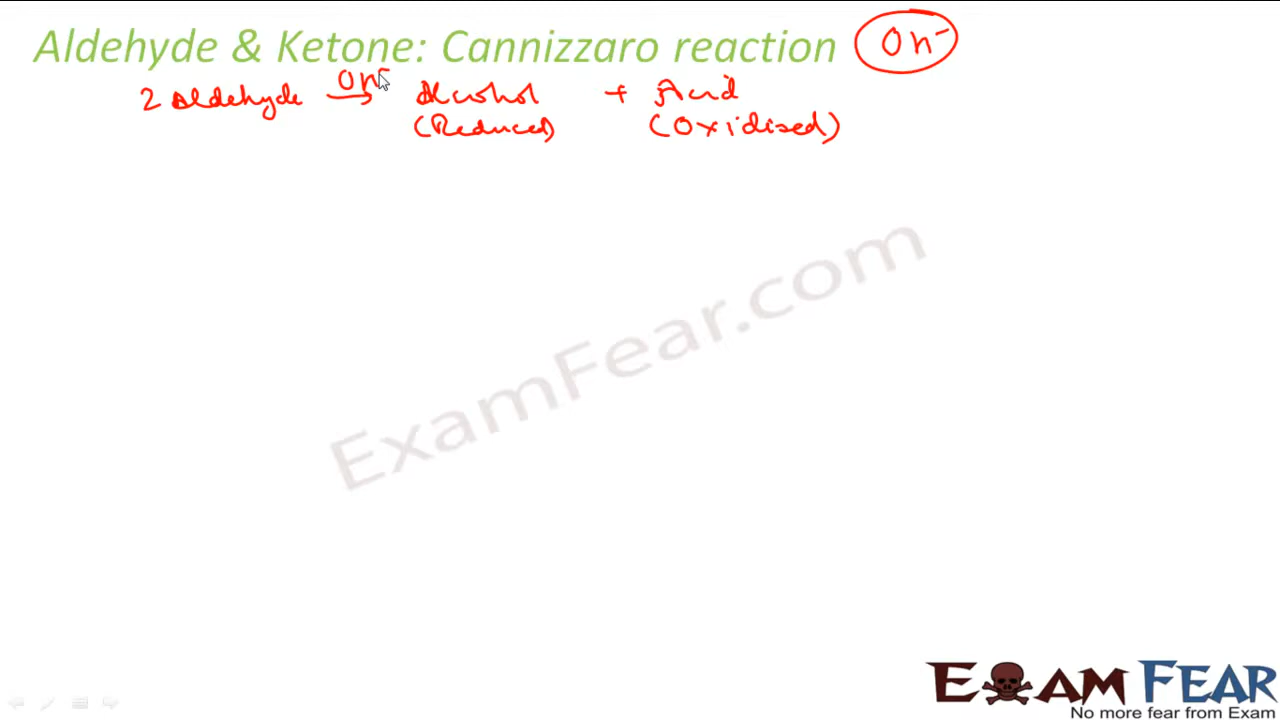 Aldehyde & Ketone: Cannizzaro reaction OH-
2 Aldehyde OH- → Alcohol + Acid
(Reduced) (Oxidised)
ExamFear.com
EXAMFEAR
No more fear from Exam